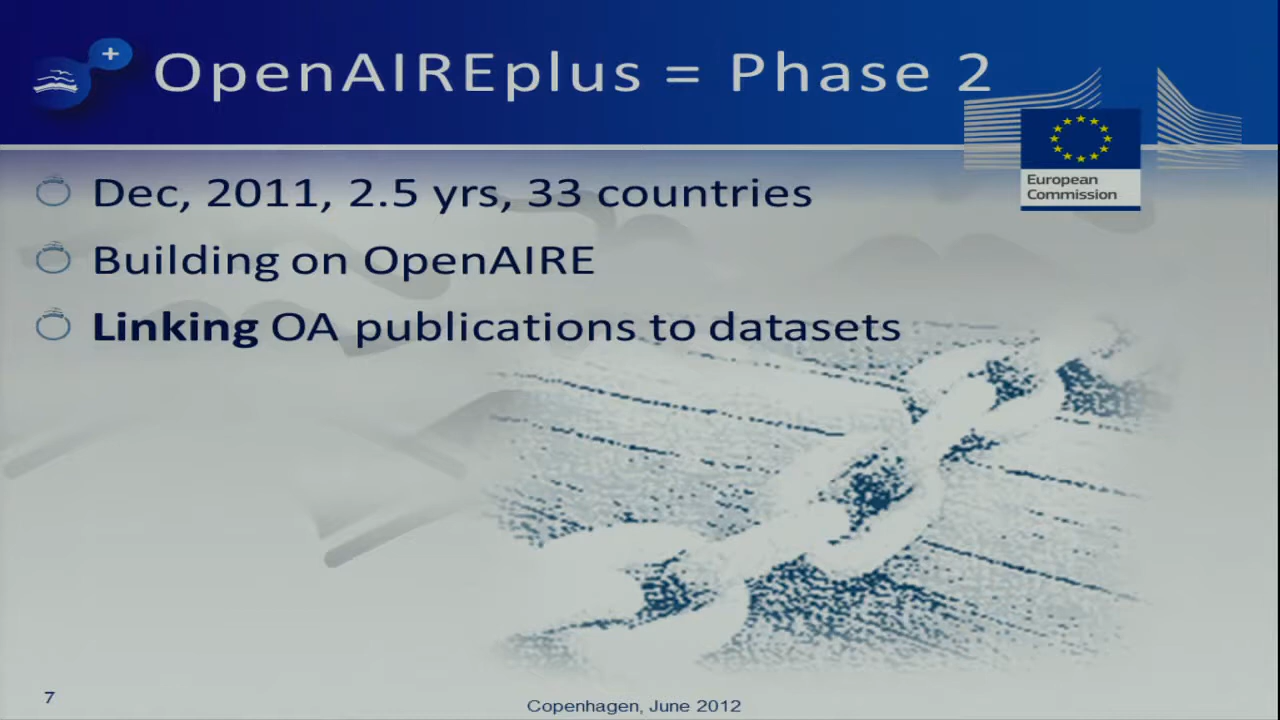 OpenAIREplus = Phase 2
European
Commission
Dec, 2011, 2.5 yrs, 33 countries
Building on OpenAIRE
Linking OA publications to datasets
7
Copenhagen, June 2012